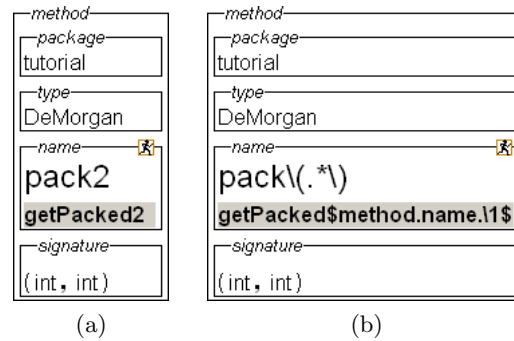 method
package
tutorial
type
DeMorgan
name
pack2
getPacked2
signature
(int, int)
(a)
method
package
tutorial
type
DeMorgan
name
pack\(.*\)
getPacked$method.name.\1$
signature
(int, int)
(b)